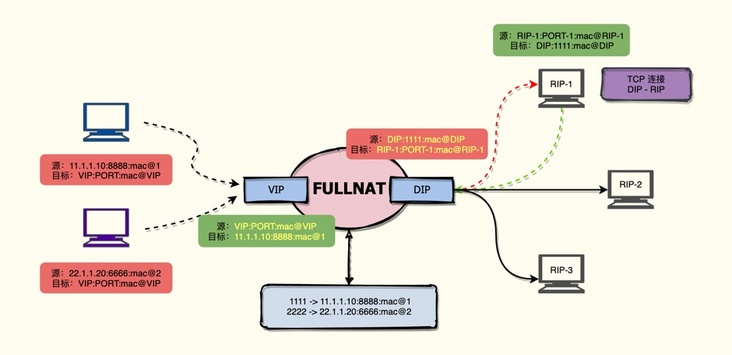 源：RIP-1:PORT-1:mac@RIP-1
目标：DIP:1111:mac@DIP
RIP-1
TCP 连接
DIP - RIP
源：DIP:1111:mac@DIP
目标：RIP-1:PORT-1:mac@RIP-1
源：11.1.1.10:8888:mac@1
目标：VIP:PORT:mac@VIP
VIP
FULLNAT
DIP
RIP-2
源：VIP:PORT:mac@VIP
目标：11.1.1.10:8888:mac@1
源：22.1.1.20:6666:mac@2
目标：VIP:PORT:mac@VIP
RIP-3
1111 -> 11.1.1.10:8888:mac@1
2222 -> 22.1.1.20:6666:mac@2